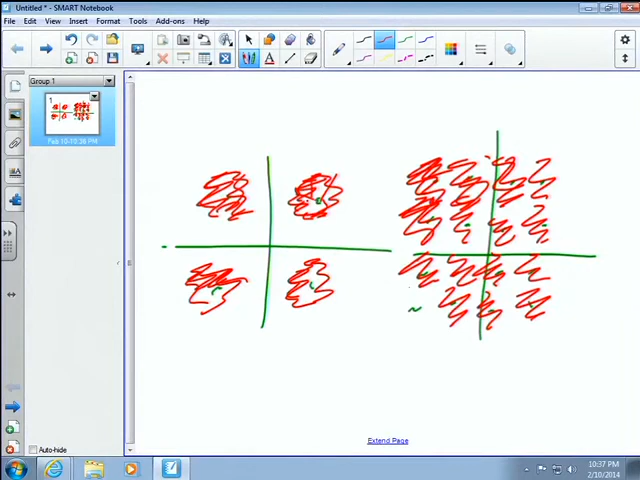 Untitled * - SMART Notebook
File Edit View Insert Format Tools Add-ons Help
Group 1
1
Feb 10-10:36 PM
Extend Page
Auto-hide
10:37 PM
2/10/2014